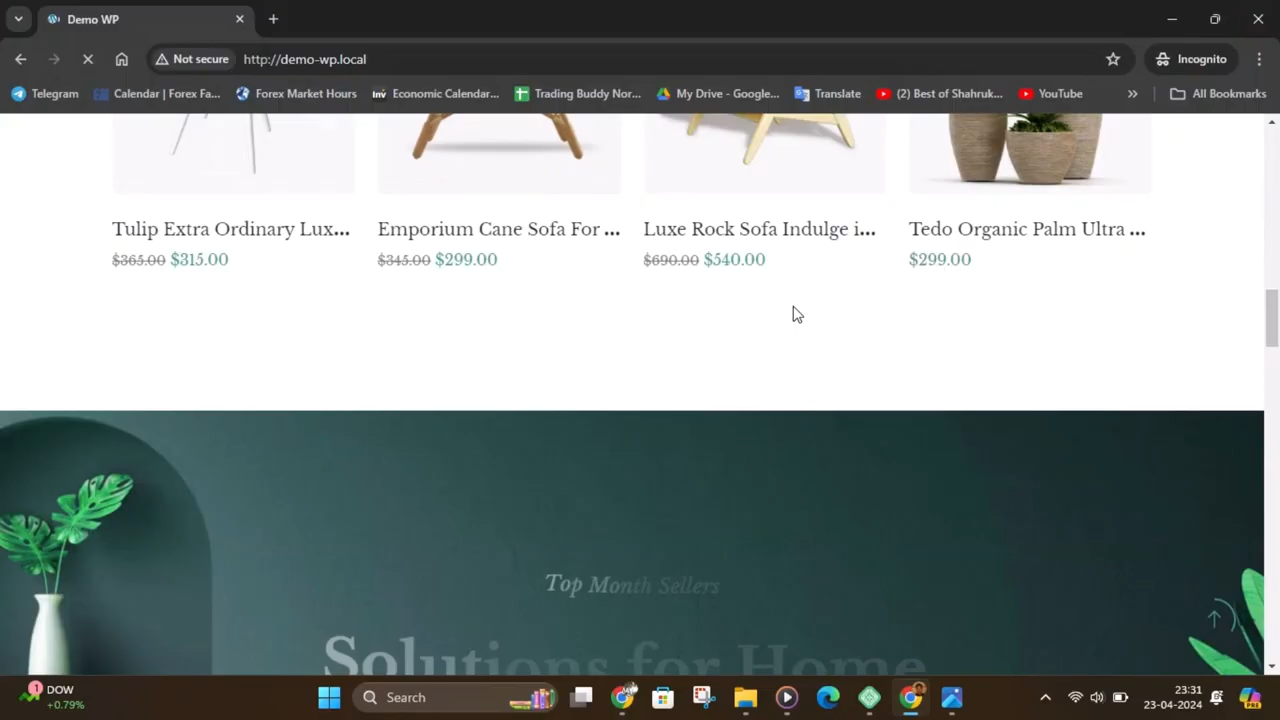 Demo WP
Not secure http://demo-wp.local Incognito
Telegram Calendar | Forex Fa... Forex Market Hours Economic Calendar... Trading Buddy Nor... My Drive - Google... Translate (2) Best of Shahruk... YouTube » All Bookmarks
Tulip Extra Ordinary Lux... Emporium Cane Sofa For ... Luxe Rock Sofa Indulge i... Tedo Organic Palm Ultra ...
$365.00 $315.00 $345.00 $299.00 $690.00 $540.00 $299.00
Top Month Sellers
Solutions for Home
1 DOW
+0.79%
Search
23:31
23-04-2024
PRE